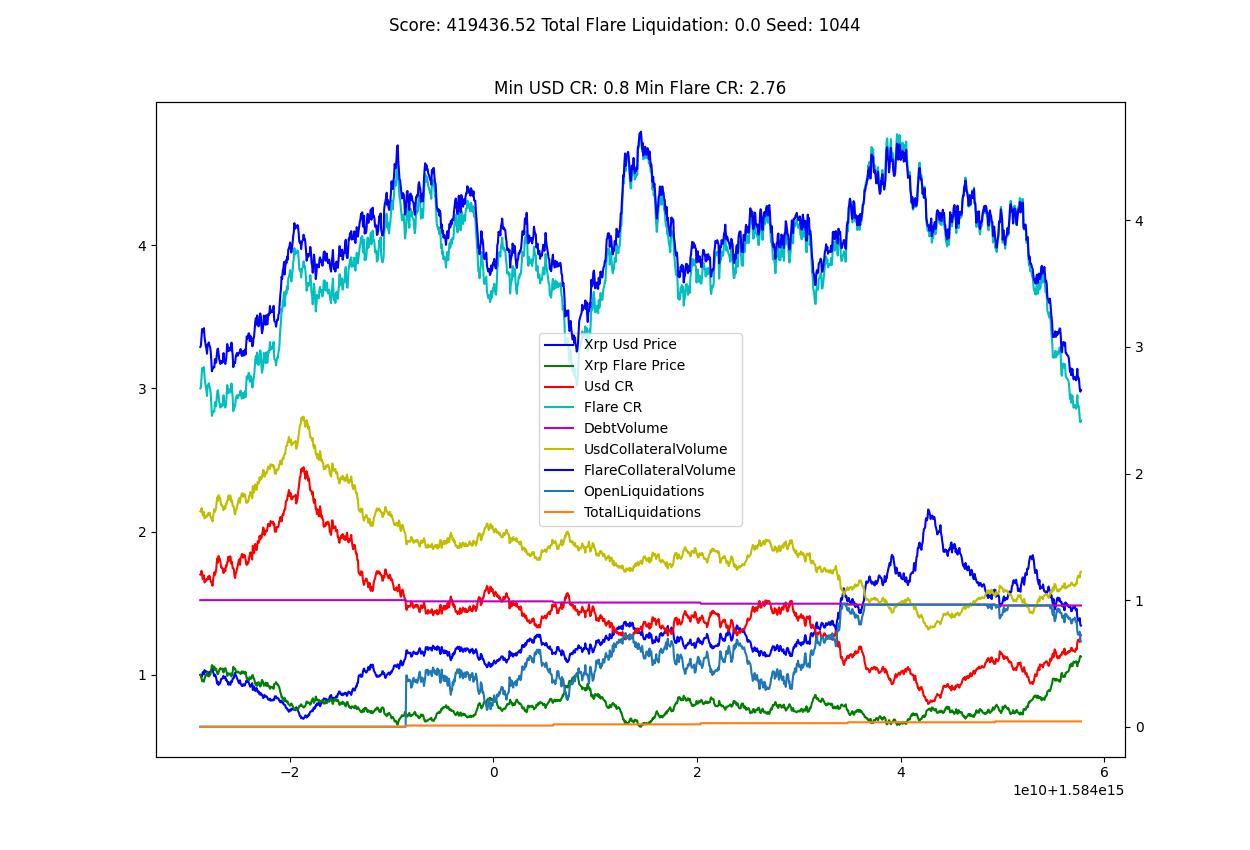 Score: 419436.52 Total Flare Liquidation: 0.0 Seed: 1044
Min USD CR: 0.8 Min Flare CR: 2.76
4
3
2
1
Xrp Usd Price
Xrp Flare Price
Usd CR
Flare CR
DebtVolume
UsdCollateralVolume
FlareCollateralVolume
OpenLiquidations
TotalLiquidations
4
3
2
1
0
−2
0
2
4
6
1e10+1.584e15